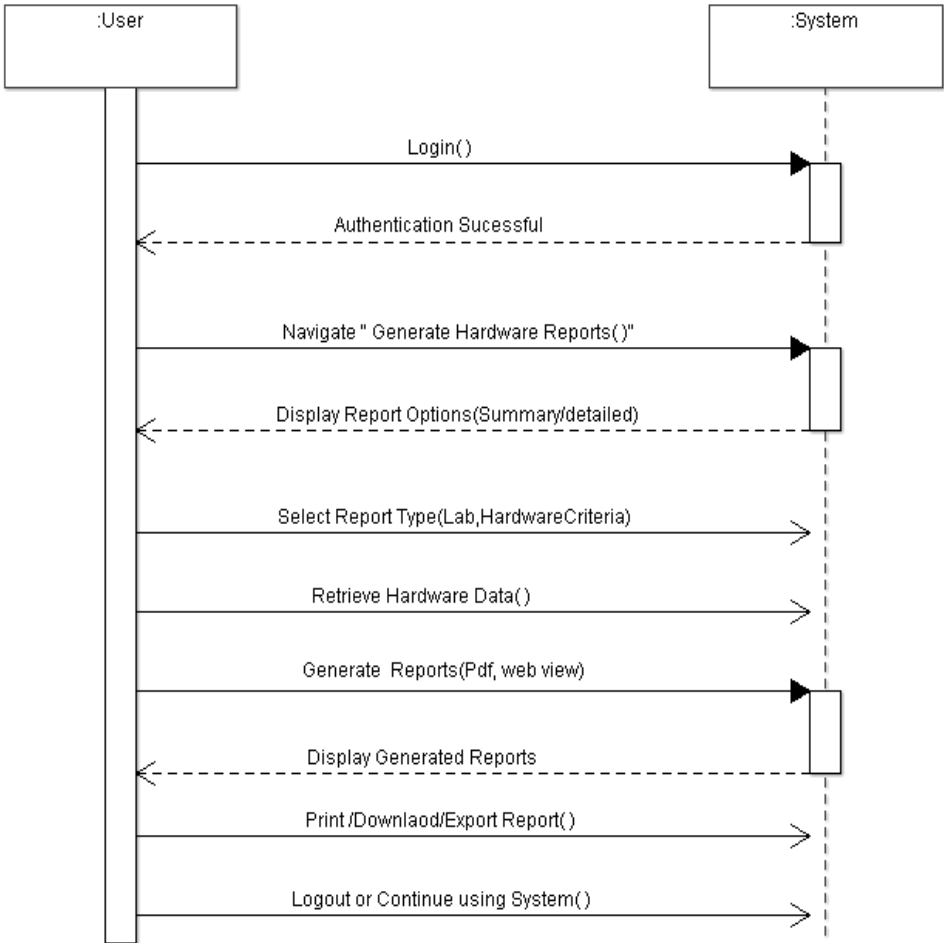 :User
:System
Login()
Authentication Sucessful
Navigate " Generate Hardware Reports()"
Display Report Options(Summary/detailed)
Select Report Type(Lab,HardwareCriteria)
Retrieve Hardware Data()
Generate Reports(Pdf, web view)
Display Generated Reports
Print /Downlaod/Export Report()
Logout or Continue using System()